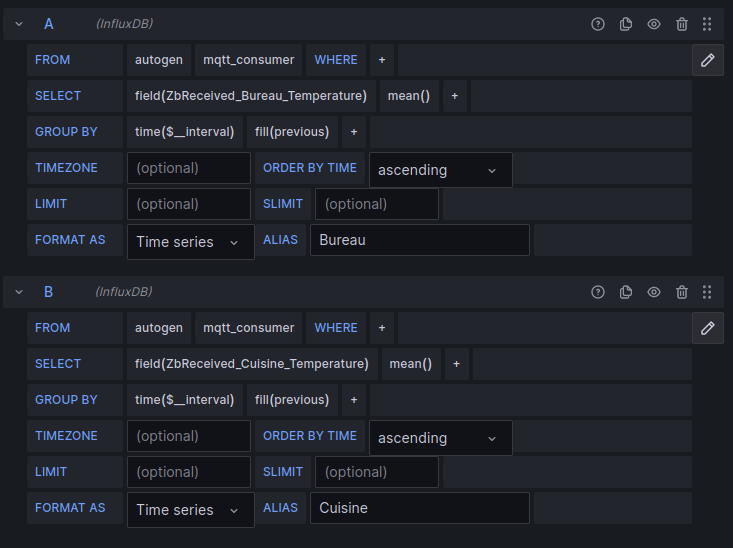 A (InfluxDB)
FROM autogen mqtt_consumer WHERE +
SELECT field(ZbReceived_Bureau_Temperature) mean() +
GROUP BY time($__interval) fill(previous) +
TIMEZONE (optional) ORDER BY TIME ascending
LIMIT (optional) SLIMIT (optional)
FORMAT AS Time series ALIAS Bureau
B (InfluxDB)
FROM autogen mqtt_consumer WHERE +
SELECT field(ZbReceived_Cuisine_Temperature) mean() +
GROUP BY time($__interval) fill(previous) +
TIMEZONE (optional) ORDER BY TIME ascending
LIMIT (optional) SLIMIT (optional)
FORMAT AS Time series ALIAS Cuisine